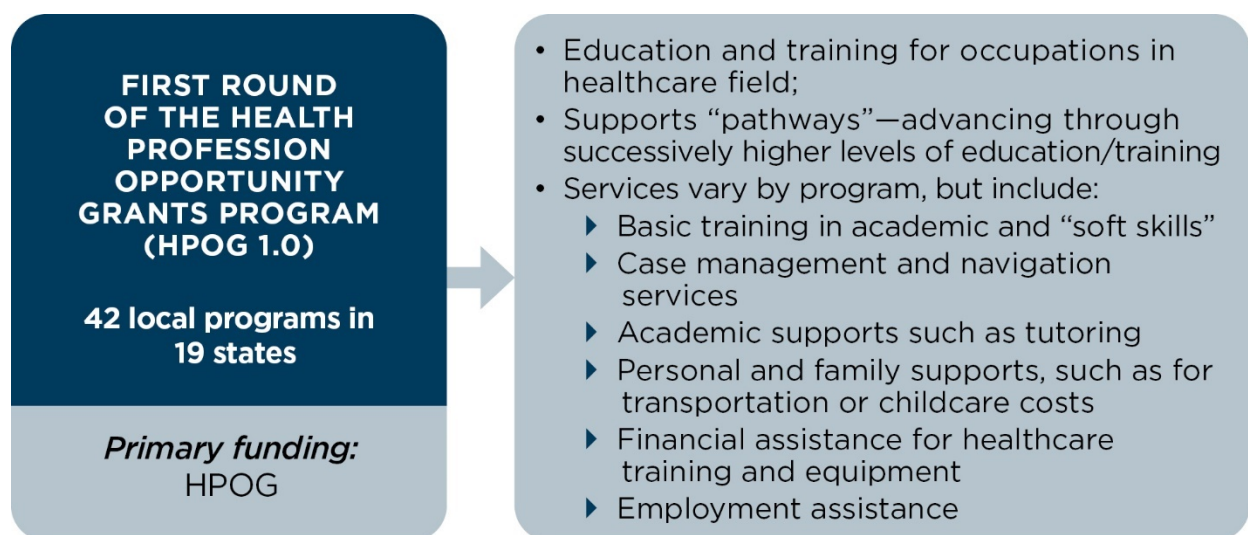 FIRST ROUND
OF THE HEALTH
PROFESSION
OPPORTUNITY
GRANTS PROGRAM
(HPOG 1.0)
42 local programs in
19 states
Primary funding:
HPOG
• Education and training for occupations in
healthcare field;
• Supports “pathways”—advancing through
successively higher levels of education/training
• Services vary by program, but include:
Basic training in academic and “soft skills”
Case management and navigation
services
Academic supports such as tutoring
Personal and family supports, such as for
transportation or childcare costs
Financial assistance for healthcare
training and equipment
Employment assistance